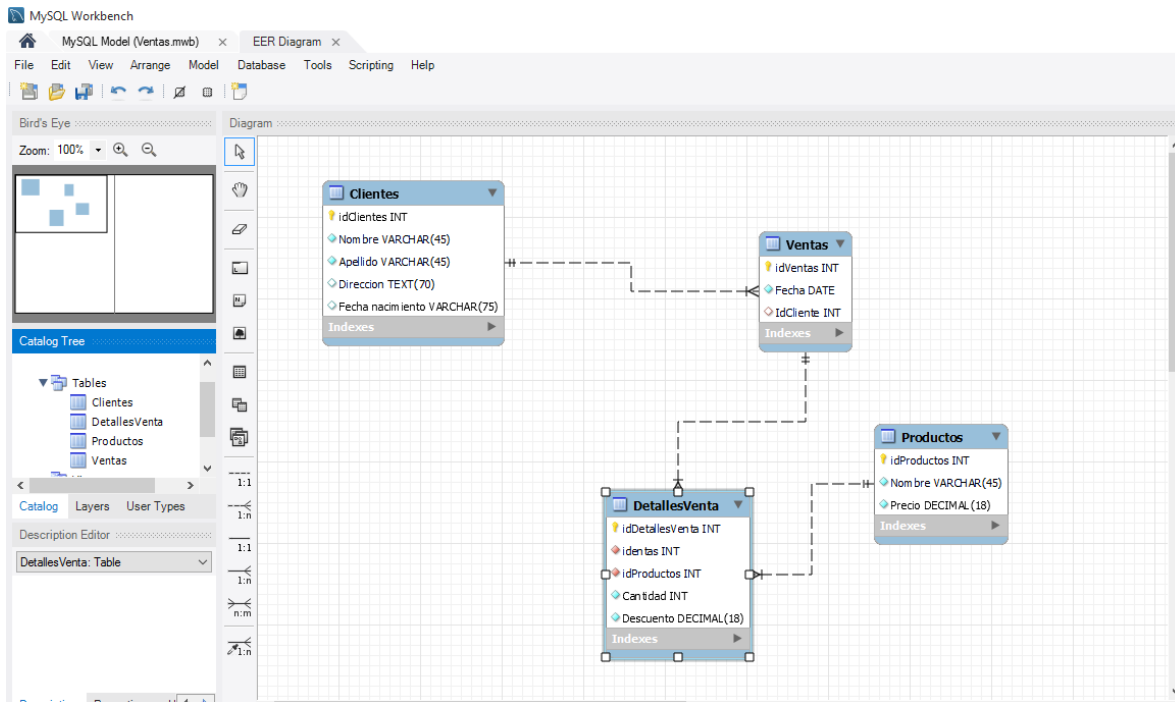 MySQL Workbench
MySQL Model (Ventas.mwb) × EER Diagram ×
File Edit View Arrange Model Database Tools Scripting Help
Bird's Eye
Zoom: 100%
Diagram
Clientes
idClientes INT
Nombre VARCHAR(45)
Apellido VARCHAR(45)
Direccion TEXT(70)
Fecha nacimiento VARCHAR(75)
Indexes
Ventas
idVentas INT
Fecha DATE
IdCliente INT
Indexes
Catalog Tree
Tables
Clientes
DetallesVenta
Productos
Ventas
Catalog Layers User Types
Description Editor
DetallesVenta: Table
1:1
1:n
1:1
1:n
n:m
1:n
Productos
idProductos INT
Nombre VARCHAR(45)
Precio DECIMAL(18)
Indexes
DetallesVenta
idDetallesVenta INT
identas INT
idProductos INT
Cantidad INT
Descuento DECIMAL(18)
Indexes